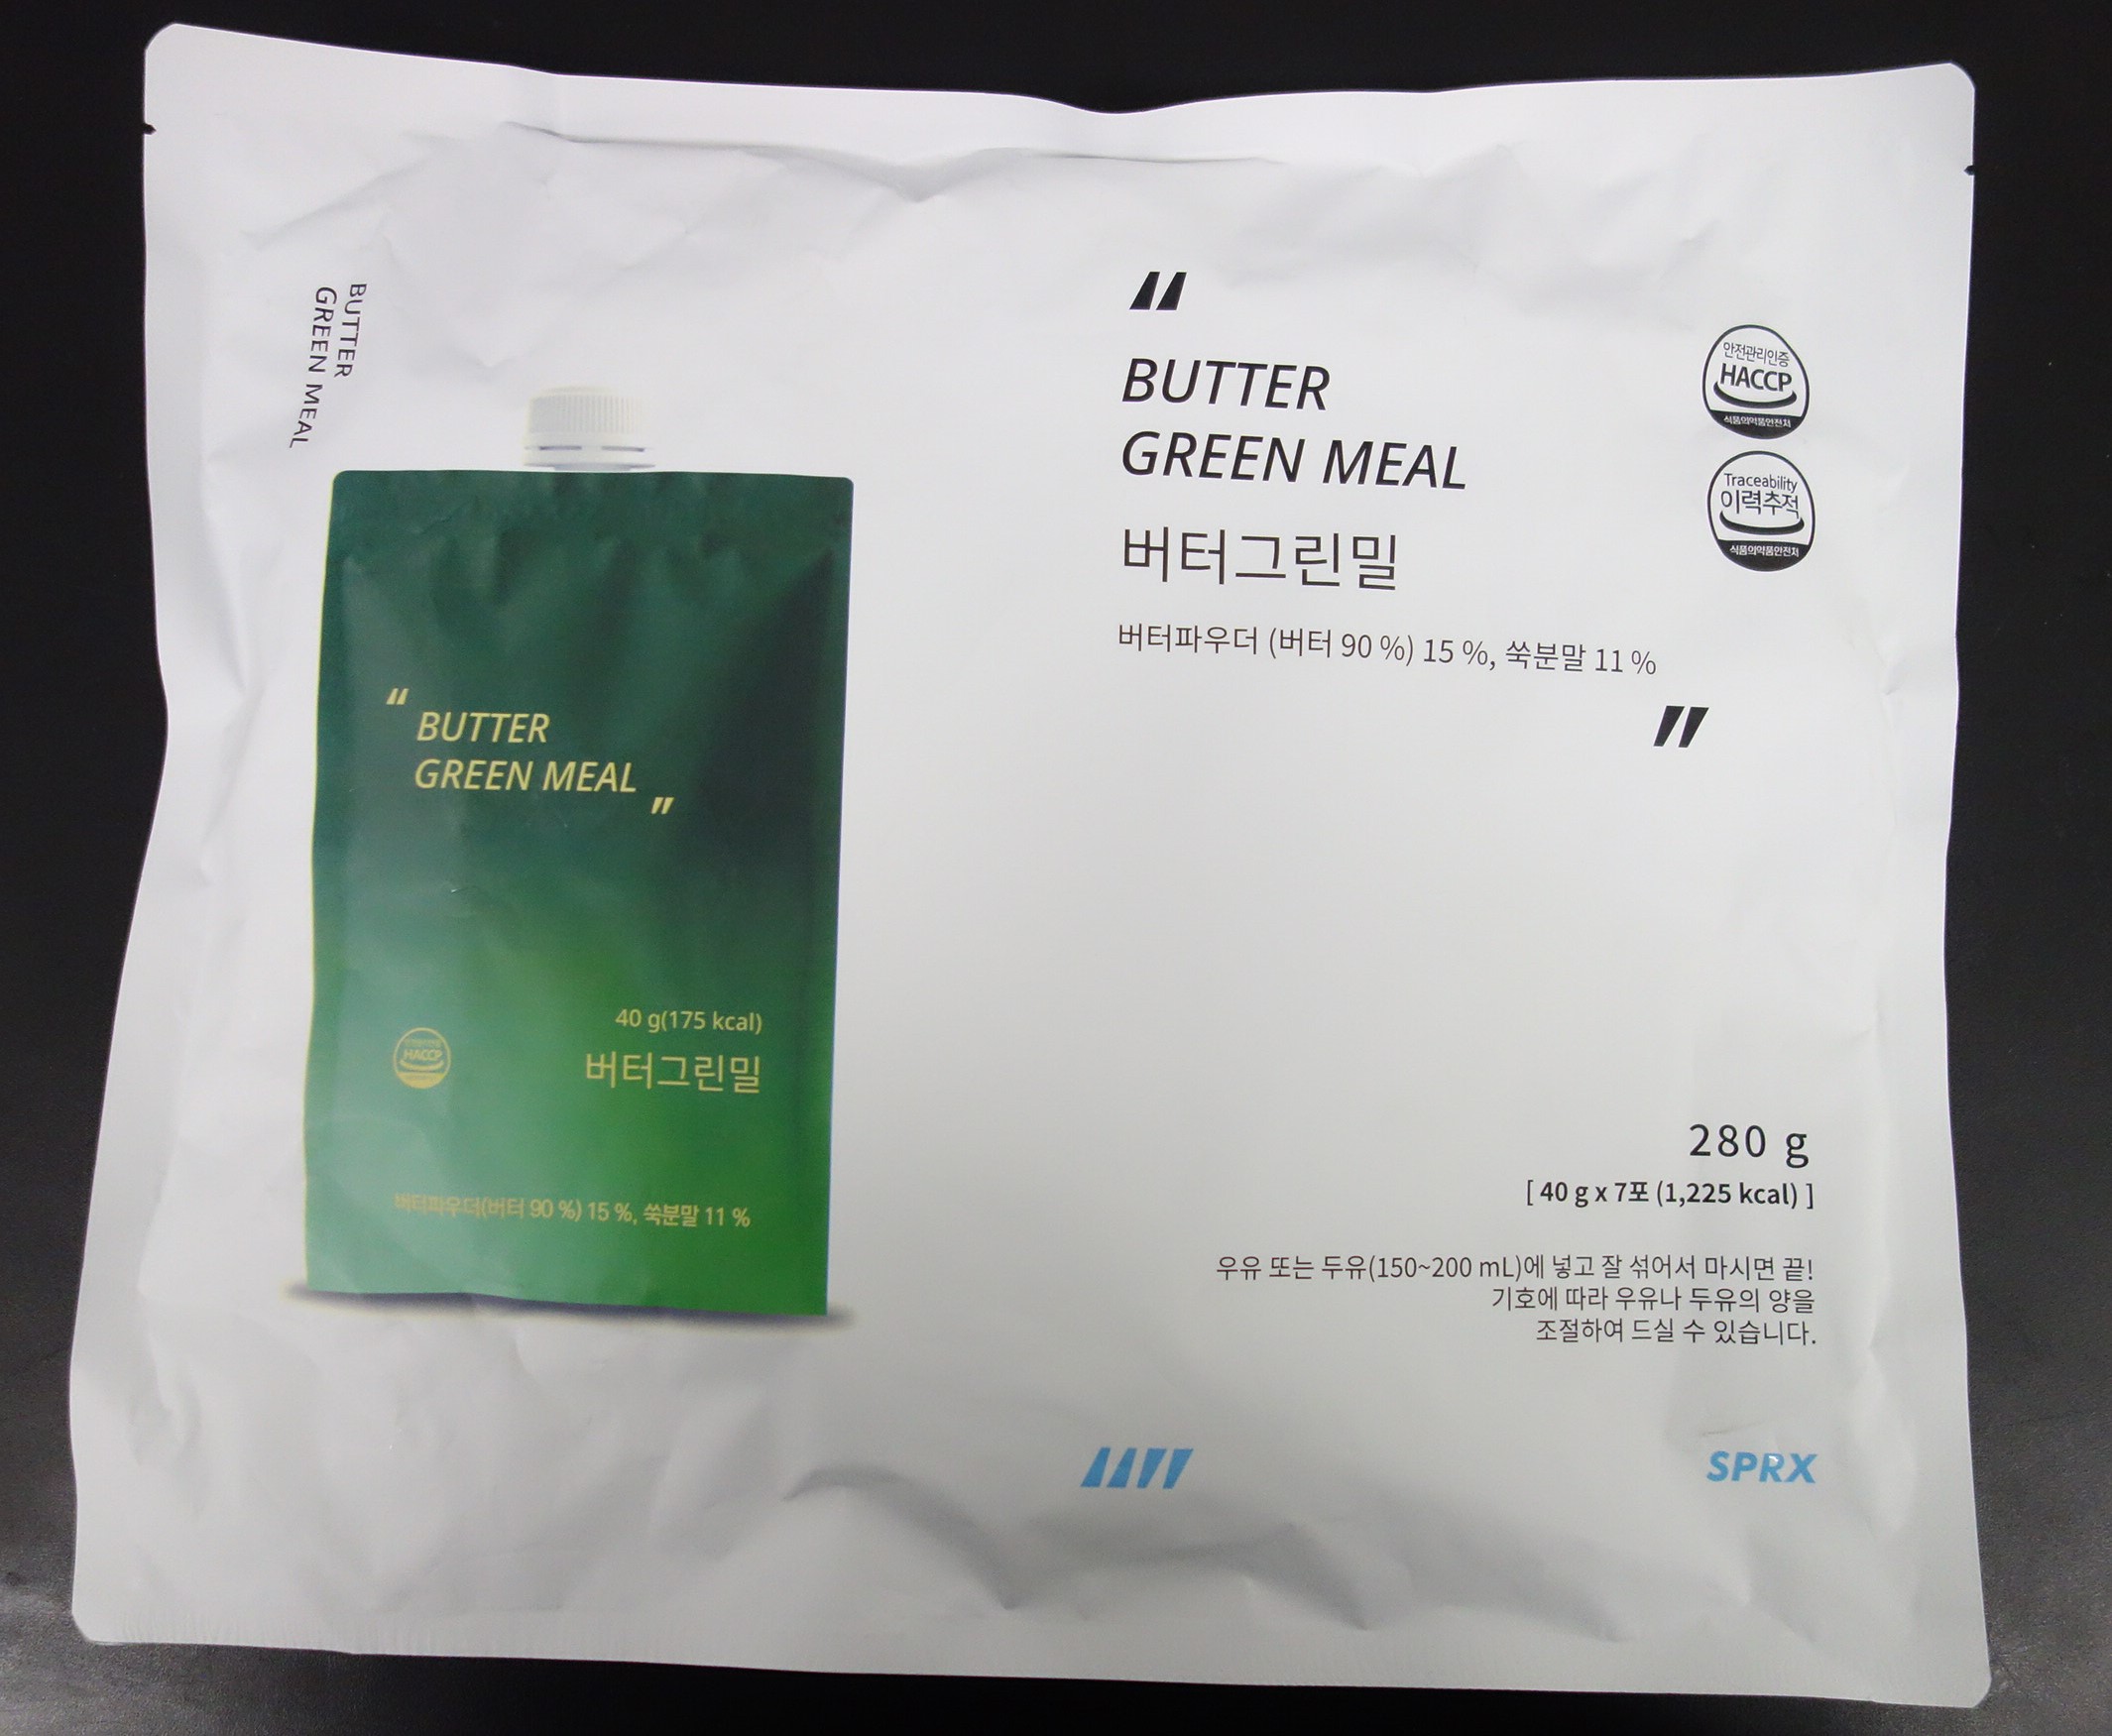 BUTTER
GREEN MEAL
“
BUTTER
GREEN MEAL
”
40 g(175 kcal)
HACCP
버터그린밀
버터파우더(버터 90 %) 15 %, 쑥분말 11 %
“
BUTTER
GREEN MEAL
버터그린밀
버터파우더 (버터 90 %) 15 %, 쑥분말 11 %
”
안전관리인증
HACCP
식품의약품안전처
Traceability
이력추적
식품의약품안전처
280 g
[ 40 g x 7포 (1,225 kcal) ]
우유 또는 두유(150~200 mL)에 넣고 잘 섞어서 마시면 끝!
기호에 따라 우유나 두유의 양을
조절하여 드실 수 있습니다.
SPRX